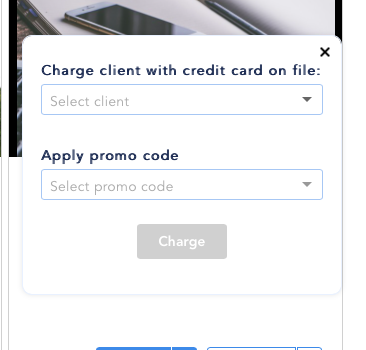 Charge client with credit card on file:
Select client
Apply promo code
Select promo code
Charge